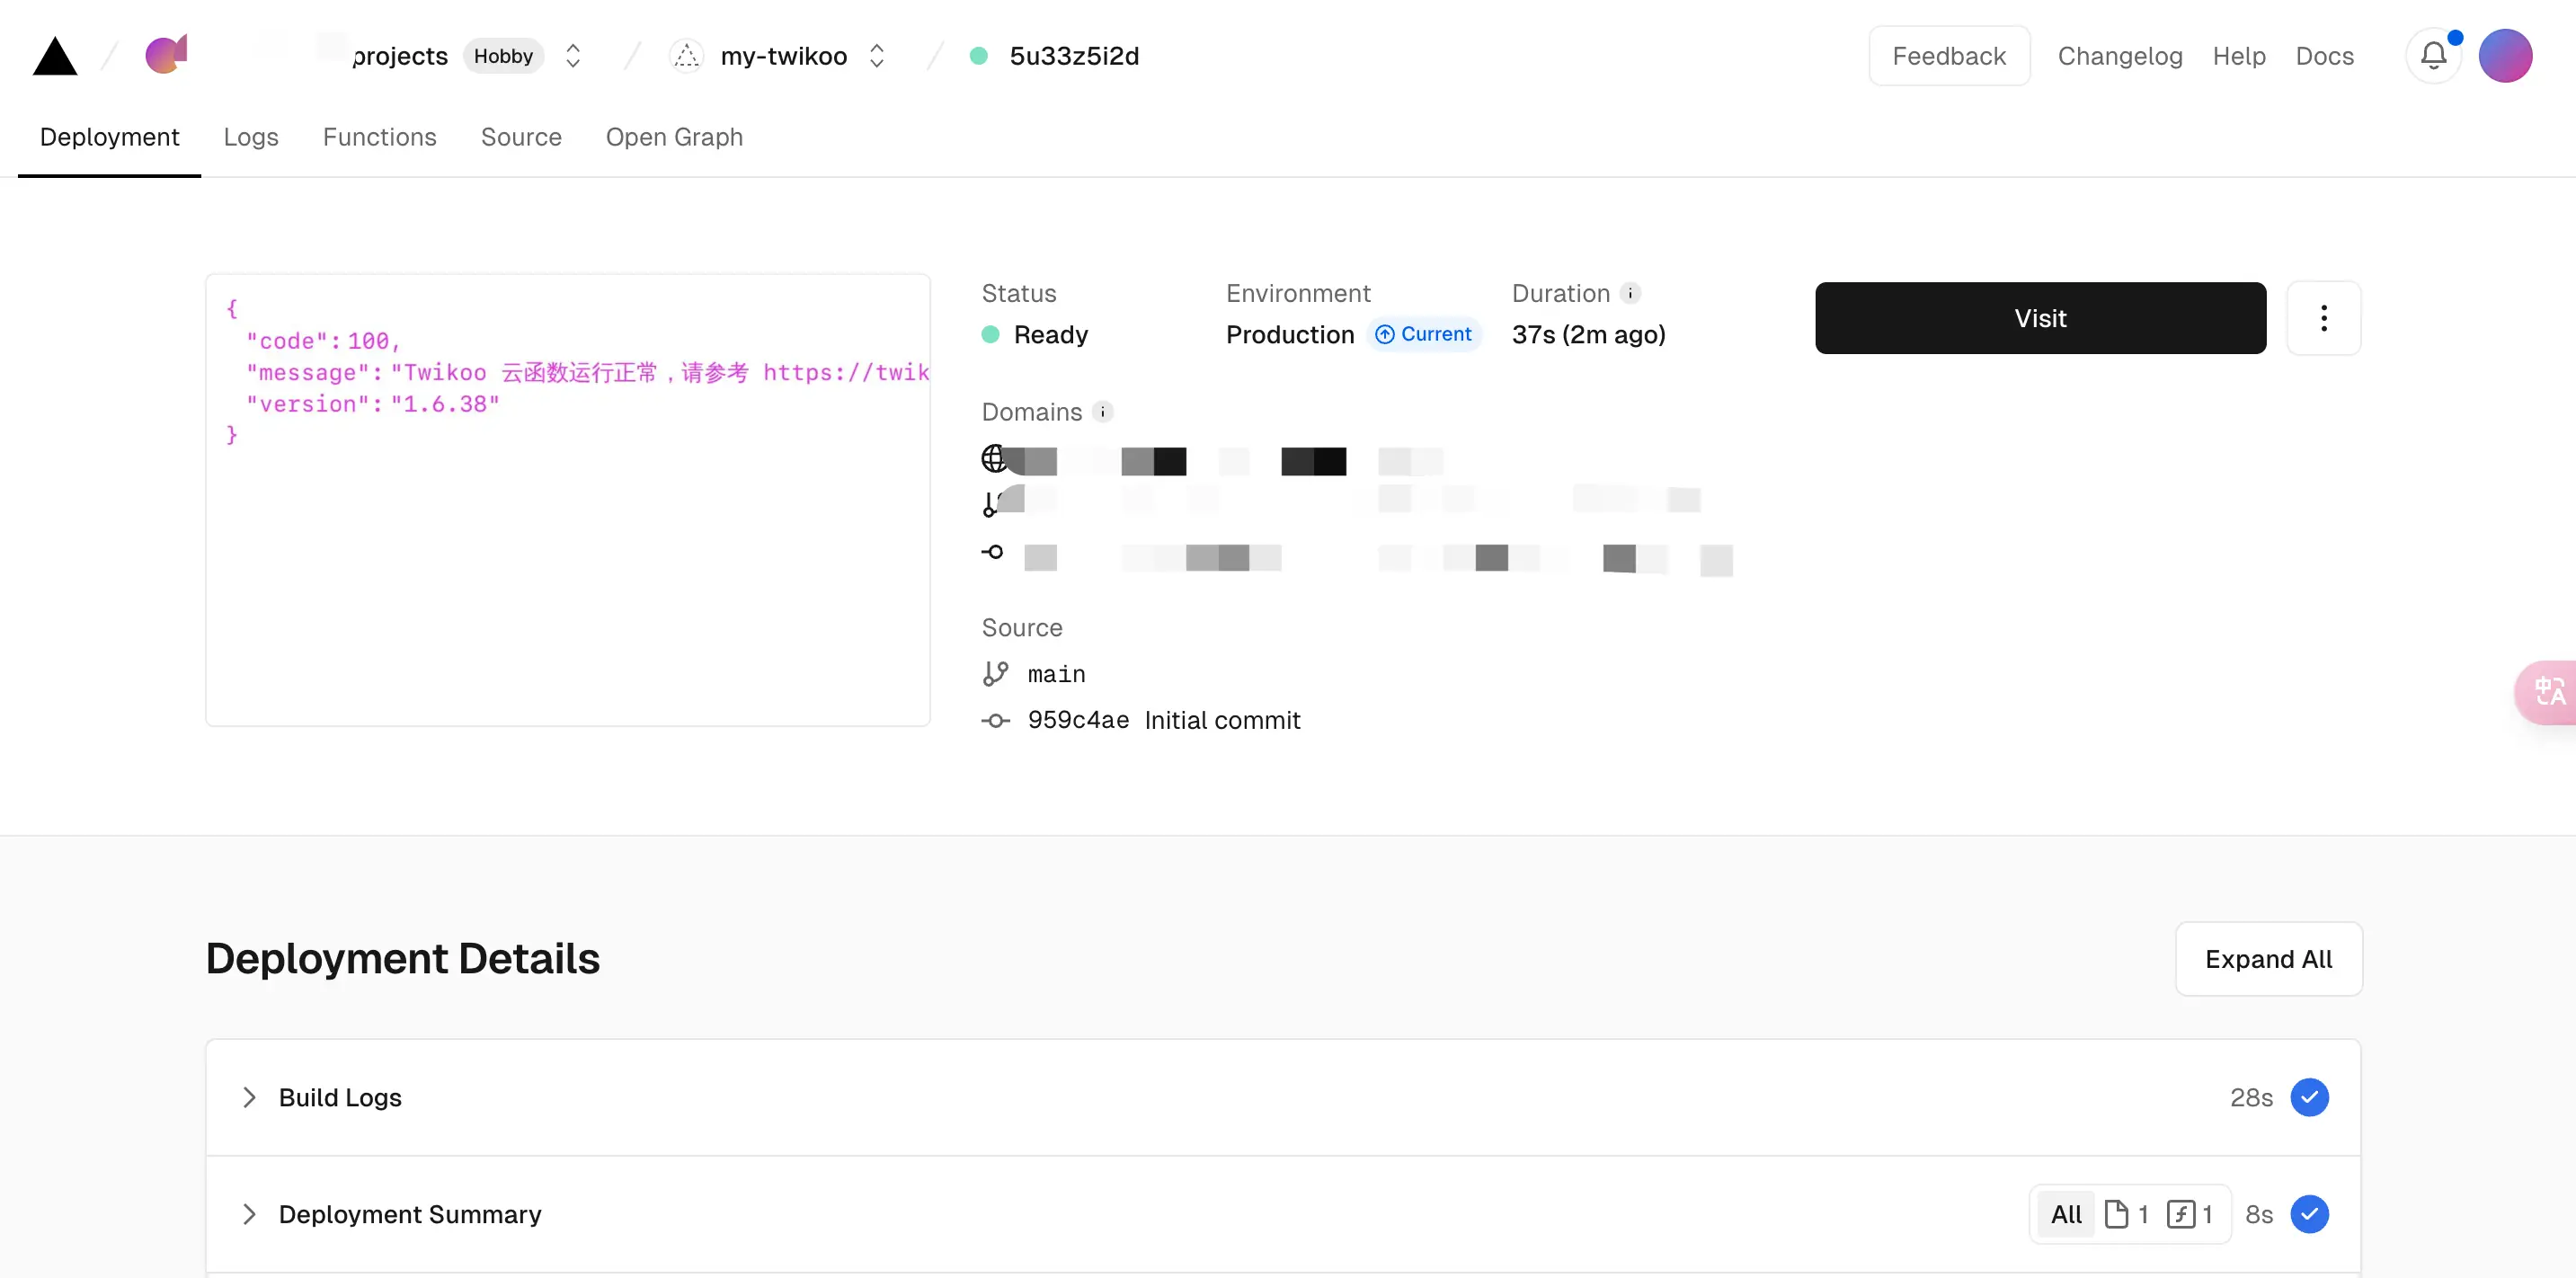 projects Hobby my-twikoo 5u33z5i2d Feedback Changelog Help Docs
Deployment Logs Functions Source Open Graph
{
"code": 100,
"message": "Twikoo 云函数运行正常，请参考 https://twik
"version": "1.6.38"
}
Status Environment Duration
Ready Production Current 37s (2m ago)
Visit
Domains
Source
main
959c4ae Initial commit
中A
Deployment Details
Expand All
Build Logs 28s
Deployment Summary All 1 1 8s